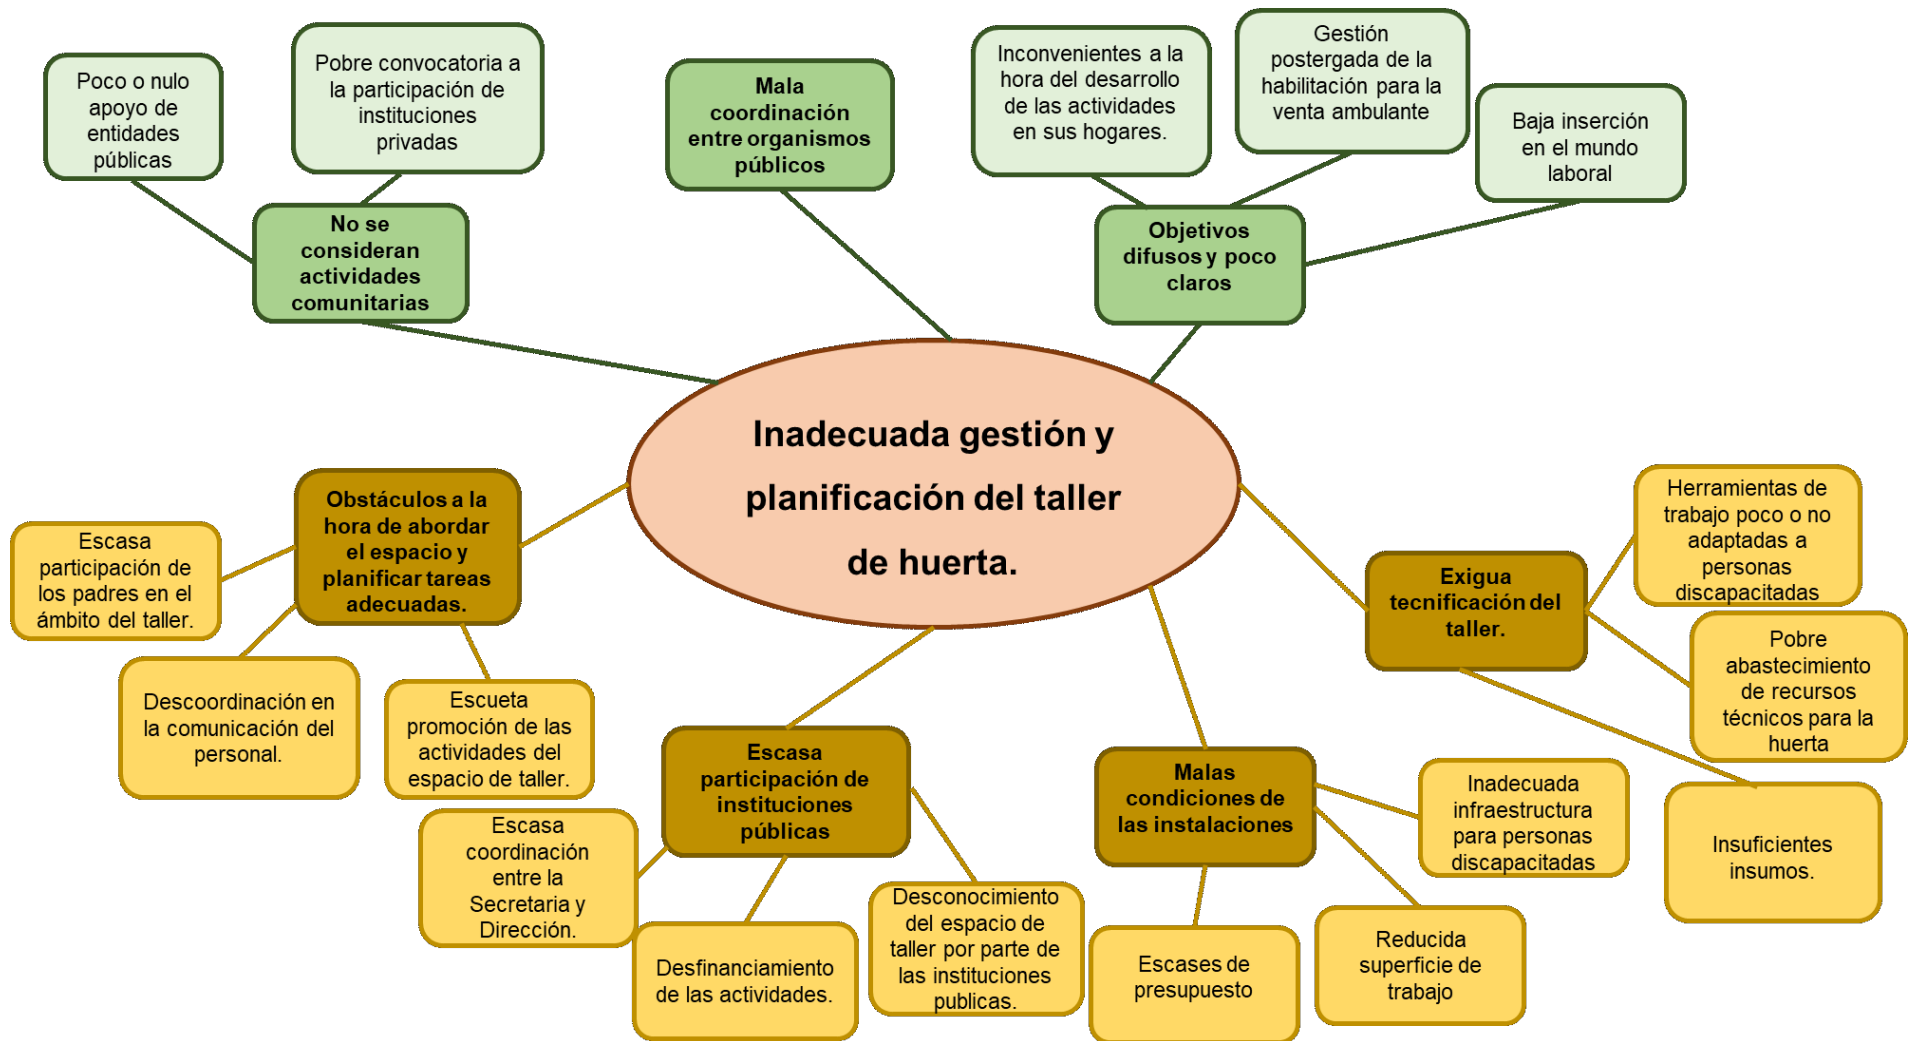 Poco o nulo
apoyo de
entidades
públicas
Pobre convocatoria a
la participación de
instituciones
privadas
Mala
coordinación
entre organismos
públicos
Inconvenientes a la
hora del desarrollo
de las actividades
en sus hogares.
Gestión
postergada de la
habilitación para la
venta ambulante
Baja inserción
en el mundo
laboral
No se
consideran
actividades
comunitarias
Objetivos
difusos y poco
claros
Inadecuada gestión y
planificación del taller
de huerta.
Obstáculos a la
hora de abordar
el espacio y
planificar tareas
adecuadas.
Escasa
participación de
los padres en el
ámbito del taller.
Descoordinación en
la comunicación del
personal.
Escueta
promoción de las
actividades del
espacio de taller.
Escasa
participación de
instituciones
públicas
Escasa
coordinación
entre la
Secretaria y
Dirección.
Desfinanciamiento
de las actividades.
Desconocimiento
del espacio de
taller por parte de
las instituciones
publicas.
Malas
condiciones de
las instalaciones
Escases de
presupuesto
Reducida
superficie de
trabajo
Inadecuada
infraestructura
para personas
discapacitadas
Exigua
tecnificación del
taller.
Herramientas de
trabajo poco o no
adaptadas a
personas
discapacitadas
Pobre
abastecimiento
de recursos
técnicos para la
huerta
Insuficientes
insumos.